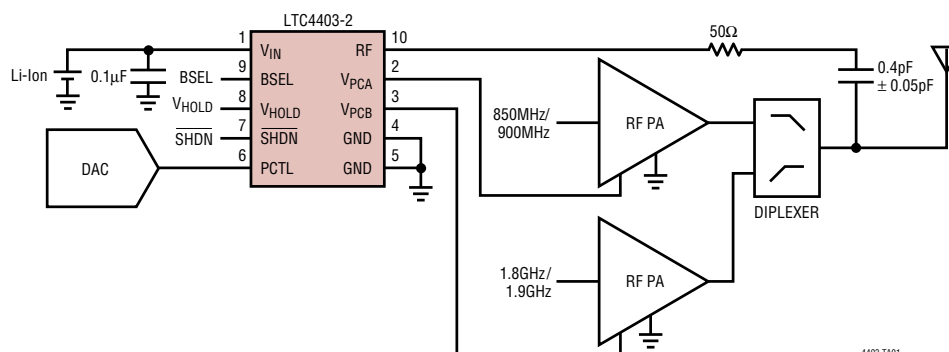 LTC4403-2
1
VIN
RF
10
Li-Ion
0.1µF
BSEL
9
BSEL
VPCA
2
VHOLD
8
VHOLD
VPCB
3
SHDN
7
SHDN
GND
4
DAC
6
PCTL
GND
5
50Ω
0.4pF
± 0.05pF
850MHz/
900MHz
RF PA
DIPLEXER
1.8GHz/
1.9GHz
RF PA